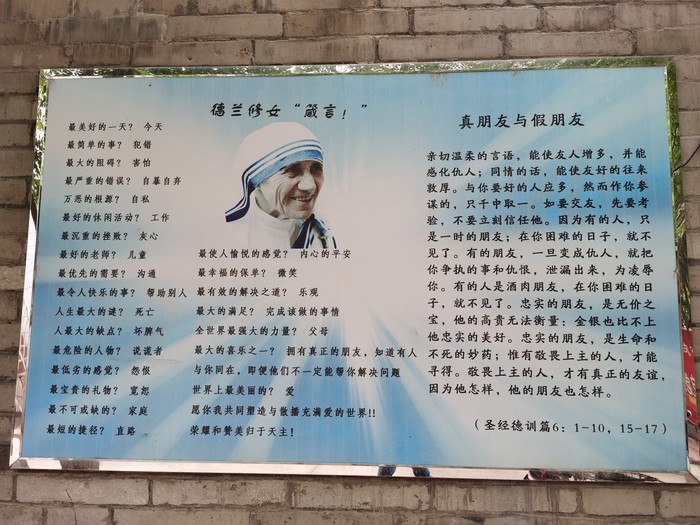 德兰修女“箴言！”
最美好的一天？ 今天
最简单的事？ 犯错
最大的阻碍？ 害怕
最严重的错误？ 自暴自弃
万恶的根源？ 自私
最好的休闲活动？ 工作
最沉重的挫败？ 灰心
最好的老师？ 儿童
最优先的需要？ 沟通
最令人快乐的事？ 帮助别人
人生最大的谜？ 死亡
人最大的缺点？ 坏脾气
最危险的人物？ 说谎者
最低劣的感觉？ 怨恨
最宝贵的礼物？ 宽恕
最不可或缺的？ 家庭
最短的捷径？ 直路
最使人愉悦的感觉？ 内心的平安
最幸福的保单？ 微笑
最有效的解决之道？ 乐观
最大的满足？ 完成该做的事情
全世界最强大的力量？ 父母
最大的喜乐之一？ 拥有真正的朋友，知道有人
与你同在，即便他们不一定能帮你解决问题
世界上最美丽的？ 爱
愿你我共同塑造与散播充满爱的世界!!
荣耀和赞美归于天主！
真朋友与假朋友
亲切温柔的言语，能使友人增多，并能
感化仇人；同情的话，能使友好的往来
敦厚。与你要好的人应多，然而作你参
谋的，只千中取一。如要交友，先要考
验，不要立刻信任他。因为有的人，只
是一时的朋友；在你困难的日子，就不
见了。有的朋友，一旦变成仇人，就把
你争执的事和仇恨，泄漏出来，为凌辱
你。有的人是酒肉朋友，在你困难的日
子，就不见了。忠实的朋友，是无价之
宝，他的高贵无法衡量：金银也比不上
他忠实的美好。忠实的朋友，是生命和
不死的妙药；惟有敬畏上主的人，才能
寻得。敬畏上主的人，才有真正的友谊，
因为他怎样，他的朋友也怎样。
（圣经德训篇6：1-10，15-17）